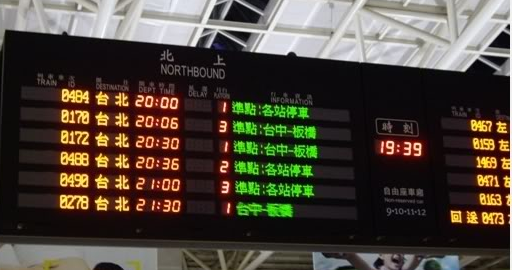 北 上
NORTHBOUND
TRAIN DESTINATION DEPT TIME DELAY INFORMATION
0484 台北 20:00 1 準點:各站停車
0170 台北 20:06 3 準點:台中-板橋
0172 台北 20:30 1 準點:台中-板橋
0488 台北 20:36 2 準點:各站停車
0490 台北 21:00 3 準點:各站停車
0278 台北 21:30 1 台中-板橋
時刻
19:39
自由座車廂
Non-reserved car
9·10·11·12
TRAIN
0467 左
0159 左
1469 左
0471 左
0163 左
回送 0473 左